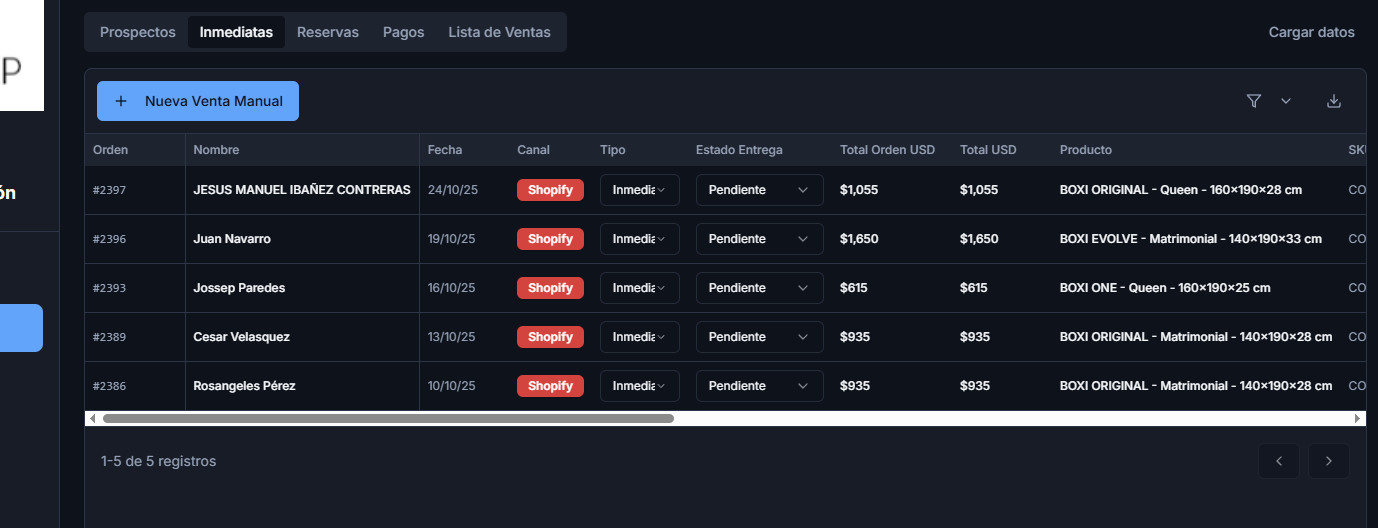 Prospectos Inmediatas Reservas Pagos Lista de Ventas Cargar datos
P
+ Nueva Venta Manual
Orden Nombre Fecha Canal Tipo Estado Entrega Total Orden USD Total USD Producto SKU
#2397 JESUS MANUEL IBAÑEZ CONTRERAS 24/10/25 Shopify Inmedia Pendiente $1,055 $1,055 BOXI ORIGINAL - Queen - 160×190×28 cm CO
ón
#2396 Juan Navarro 19/10/25 Shopify Inmedia Pendiente $1,650 $1,650 BOXI EVOLVE - Matrimonial - 140×190×33 cm CO
#2393 Jossep Paredes 16/10/25 Shopify Inmedia Pendiente $615 $615 BOXI ONE - Queen - 160×190×25 cm CO
#2389 Cesar Velasquez 13/10/25 Shopify Inmedia Pendiente $935 $935 BOXI ORIGINAL - Matrimonial - 140×190×28 cm CO
#2386 Rosangeles Pérez 10/10/25 Shopify Inmedia Pendiente $935 $935 BOXI ORIGINAL - Matrimonial - 140×190×28 cm CO
1-5 de 5 registros